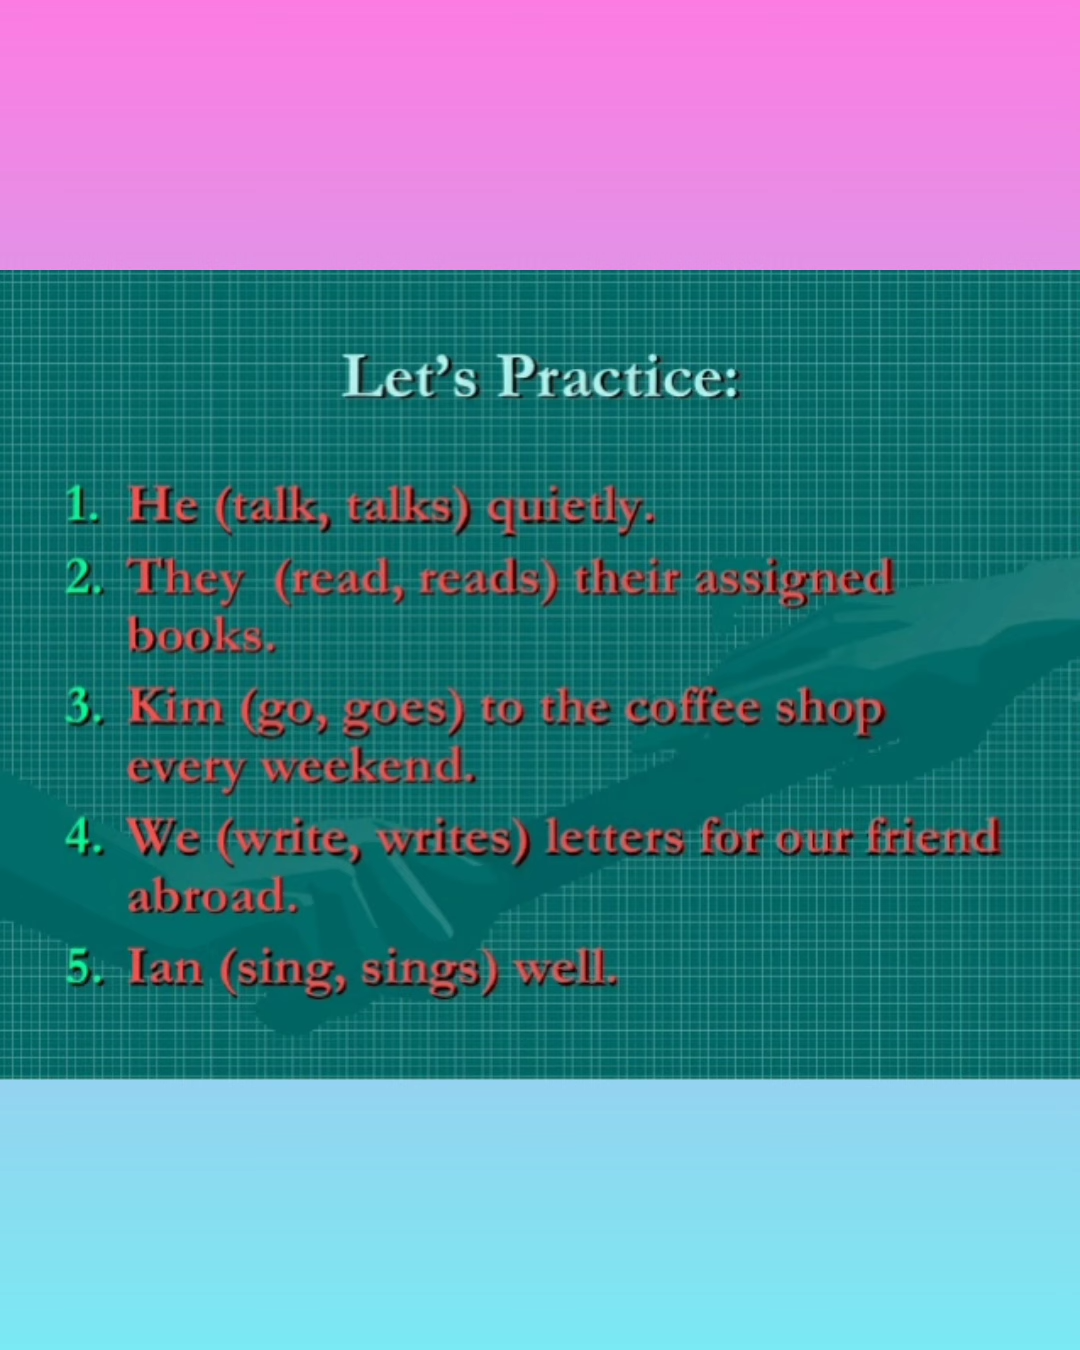 Let's Practice:
1. He (talk, talks) quietly.
2. They (read, reads) their assigned
books.
3. Kim (go, goes) to the coffee shop
every weekend.
4. We (write, writes) letters for our friend
abroad.
5. Ian (sing, sings) well.